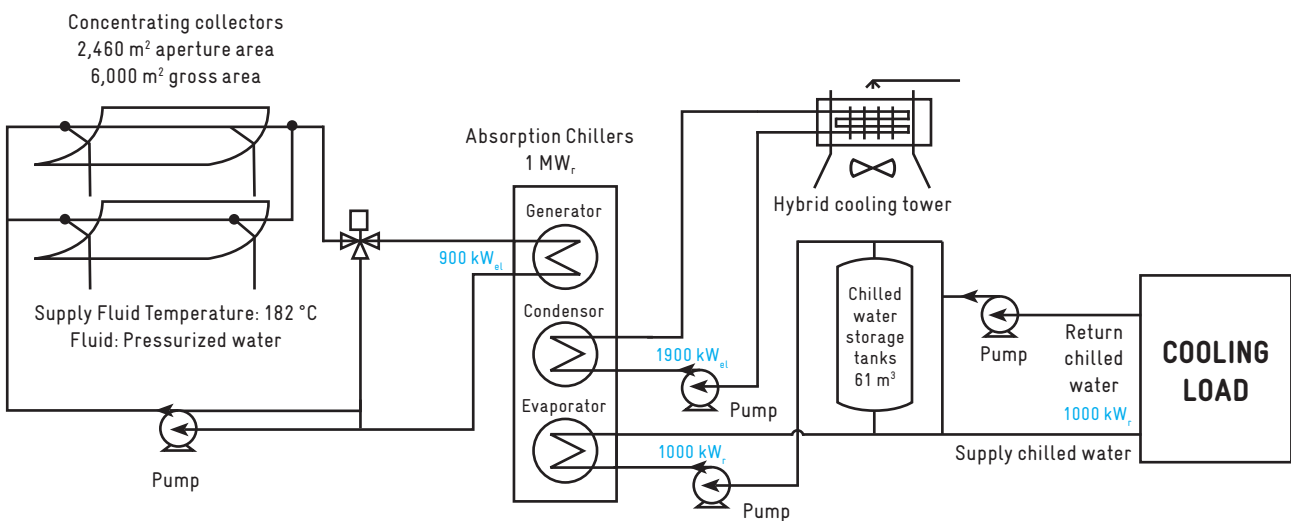 Concentrating collectors
2,460 m² aperture area
6,000 m² gross area
Supply Fluid Temperature: 182 °C
Fluid: Pressurized water
Pump
Absorption Chillers
1 MWᵣ
Generator
900 kWₑₗ
Condensor
1900 kWₑₗ
Pump
Evaporator
1000 kWᵣ
Pump
Hybrid cooling tower
Chilled
water
storage
tanks
61 m³
Pump
Return
chilled
water
1000 kWᵣ
Supply chilled water
COOLING
LOAD